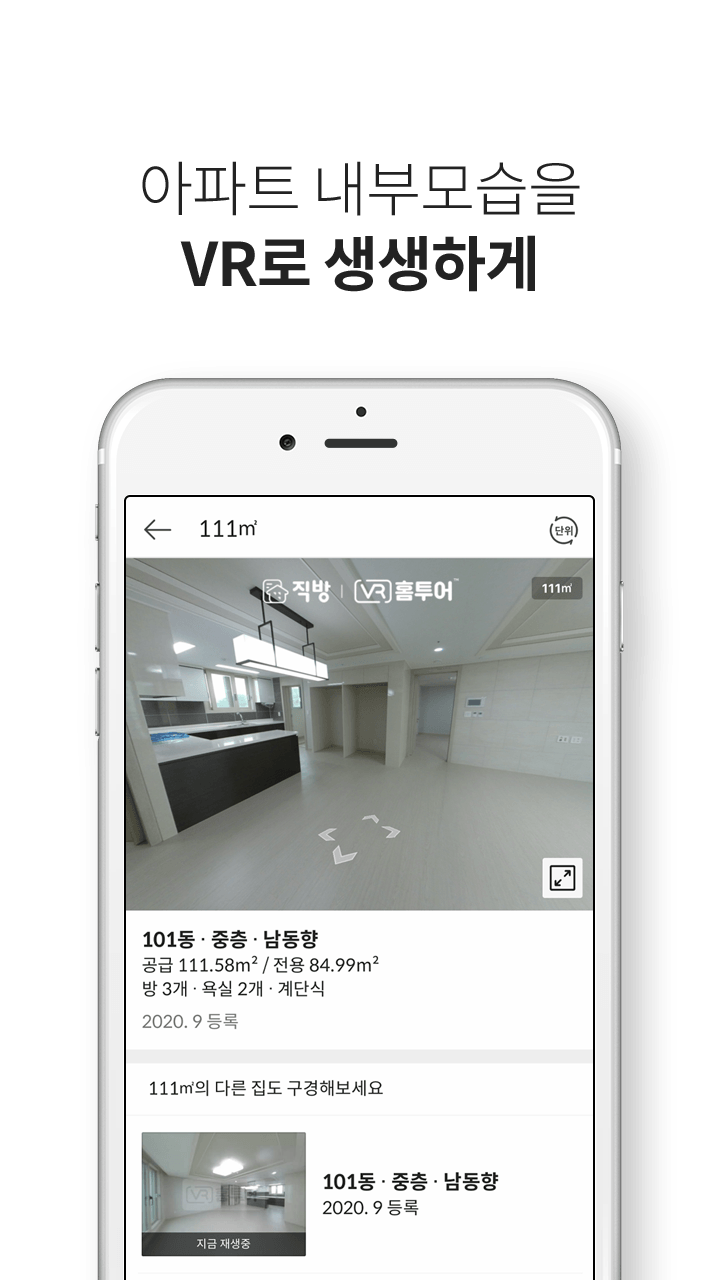 아파트 내부모습을
VR로 생생하게
111㎡
단위
직방 | VR 홈투어™
111㎡
101동 · 중층 · 남동향
공급 111.58m² / 전용 84.99m²
방 3개 · 욕실 2개 · 계단식
2020. 9 등록
111㎡의 다른 집도 구경해보세요
VR
지금 재생중
101동 · 중층 · 남동향
2020. 9 등록